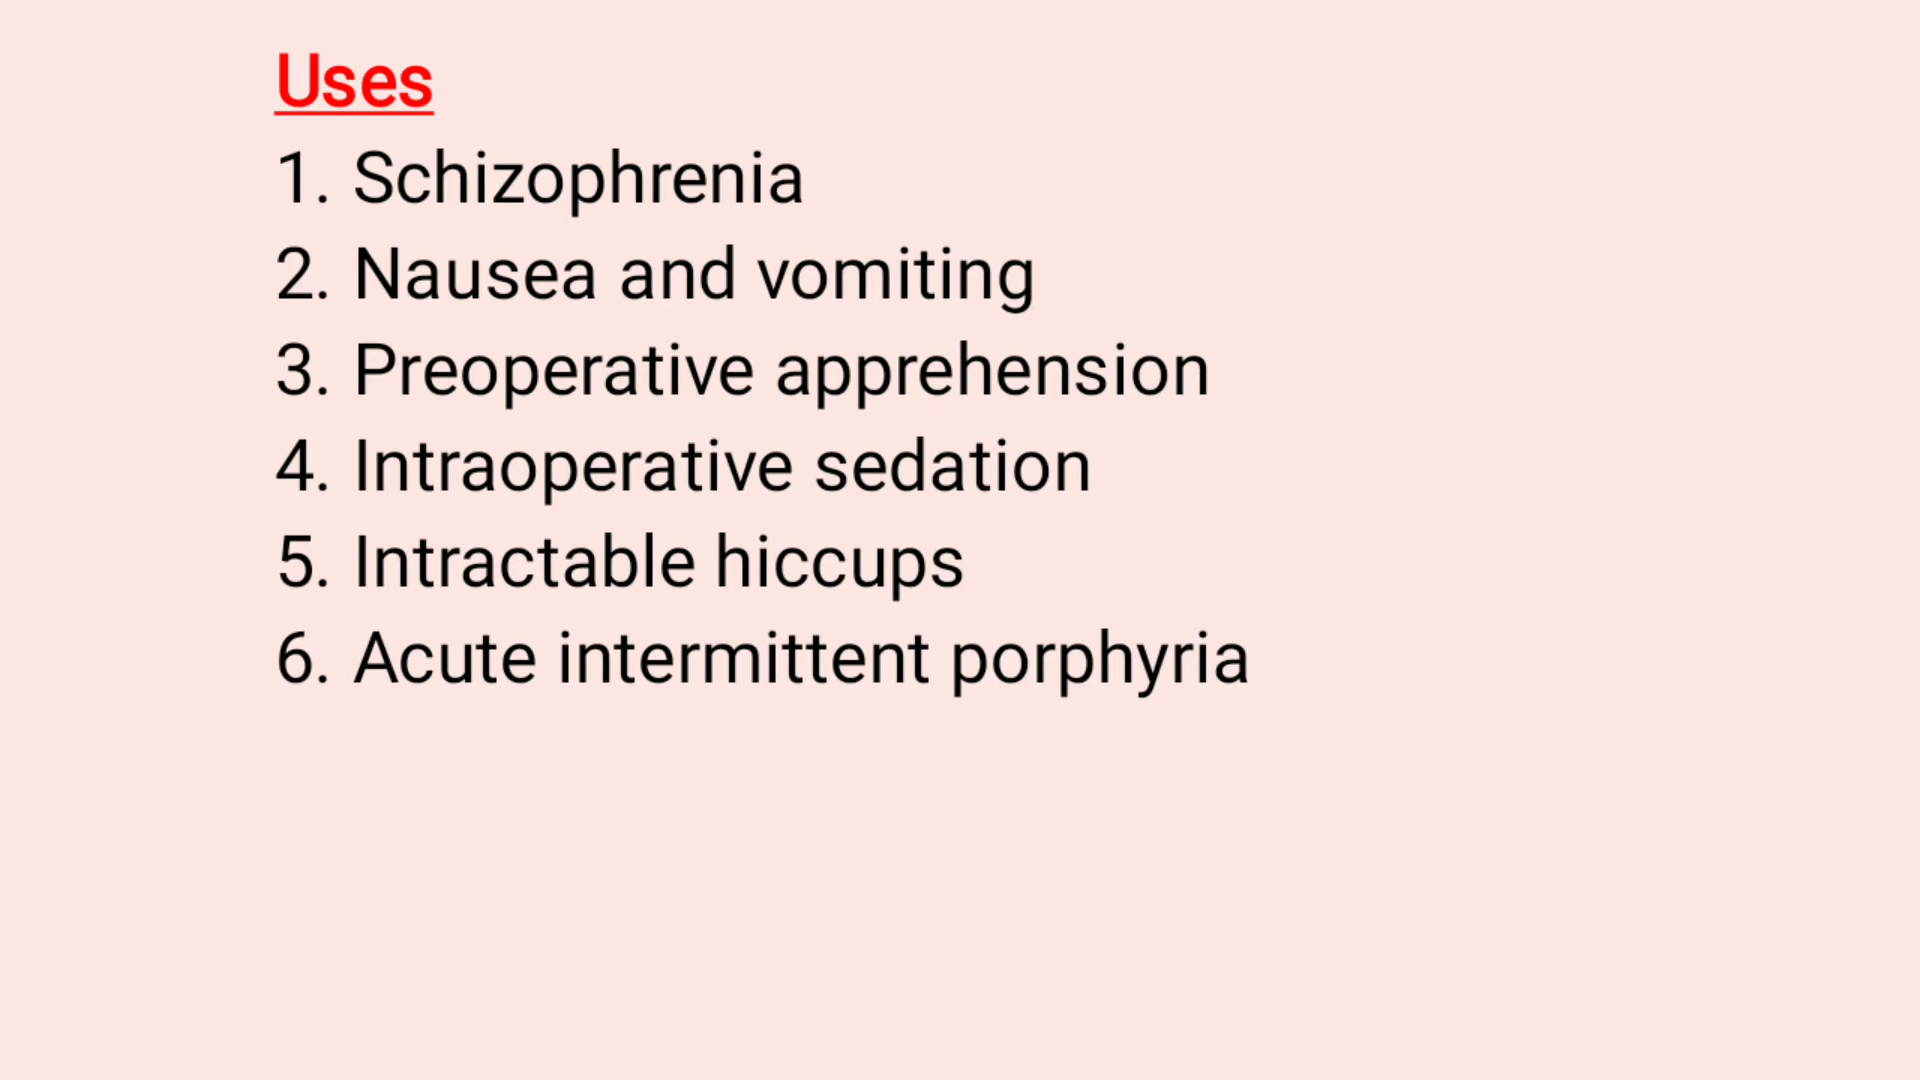 Uses
1. Schizophrenia
2. Nausea and vomiting
3. Preoperative apprehension
4. Intraoperative sedation
5. Intractable hiccups
6. Acute intermittent porphyria